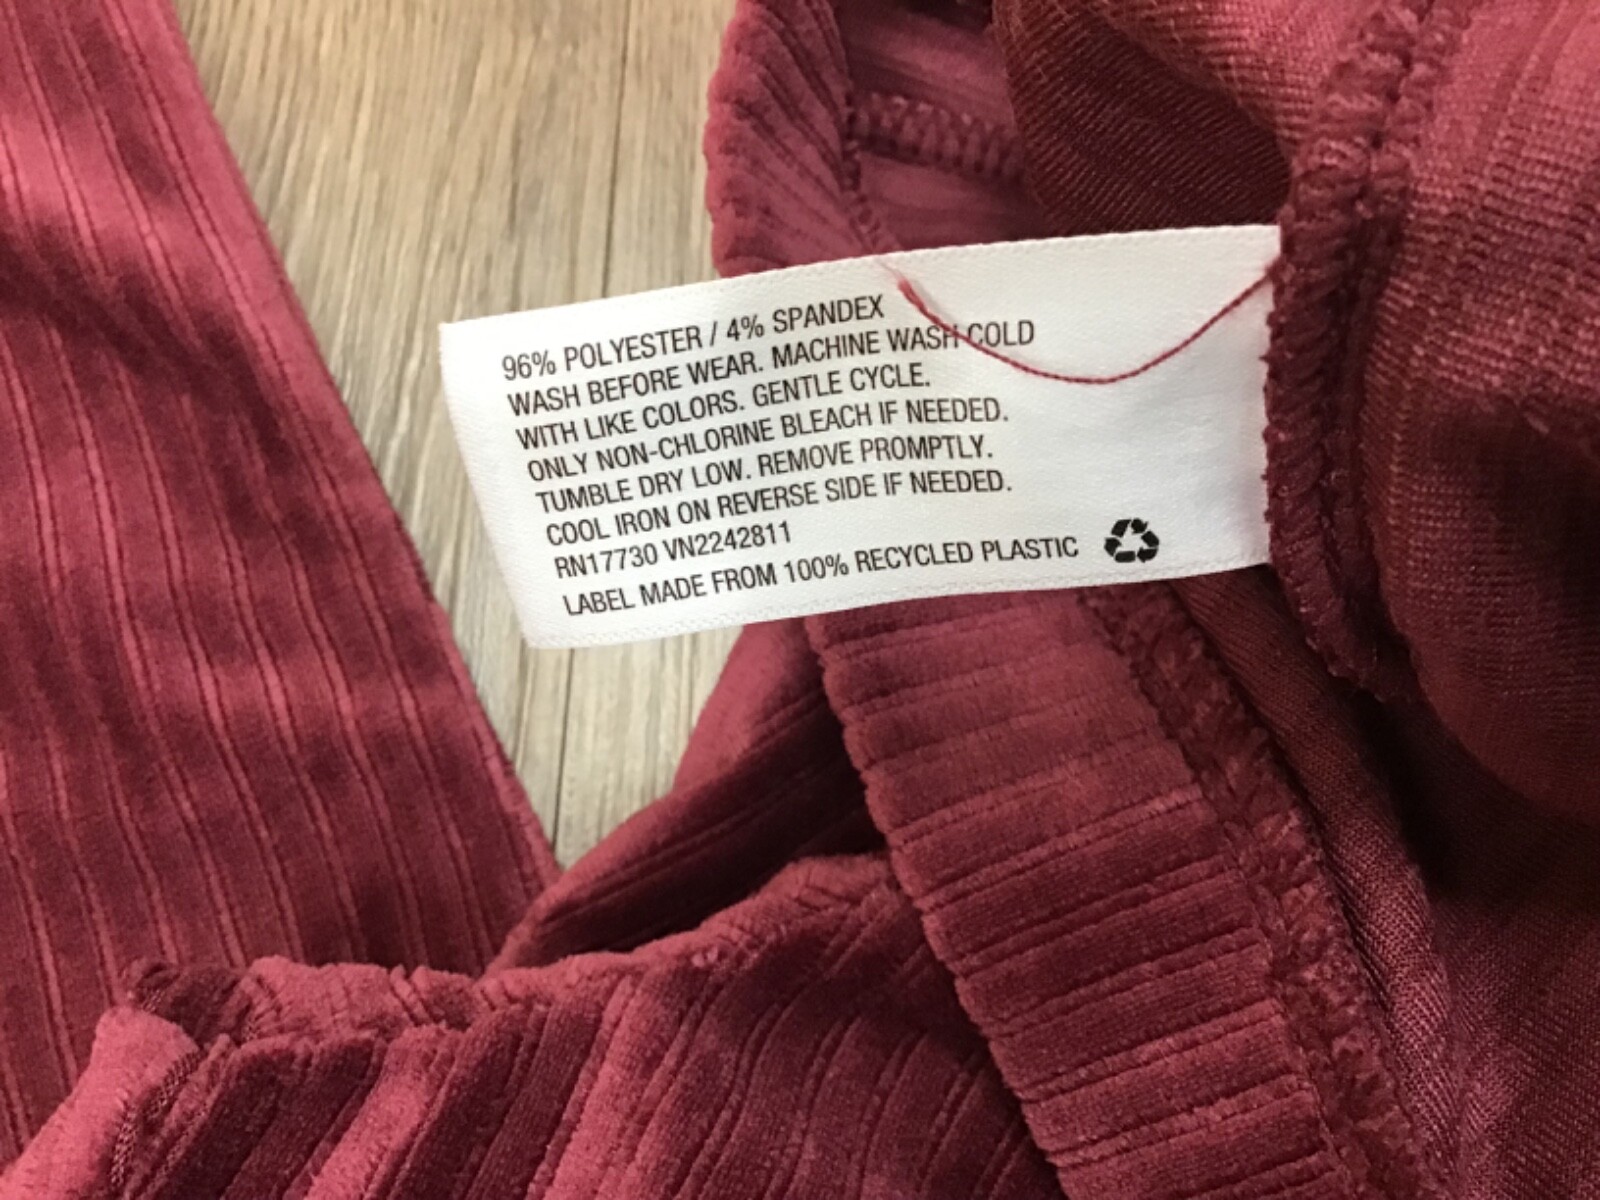 96% POLYESTER / 4% SPANDEX
WASH BEFORE WEAR. MACHINE WASH COLD
WITH LIKE COLORS. GENTLE CYCLE.
ONLY NON-CHLORINE BLEACH IF NEEDED.
TUMBLE DRY LOW. REMOVE PROMPTLY.
COOL IRON ON REVERSE SIDE IF NEEDED.
RN17730 VN2242811
LABEL MADE FROM 100% RECYCLED PLASTIC